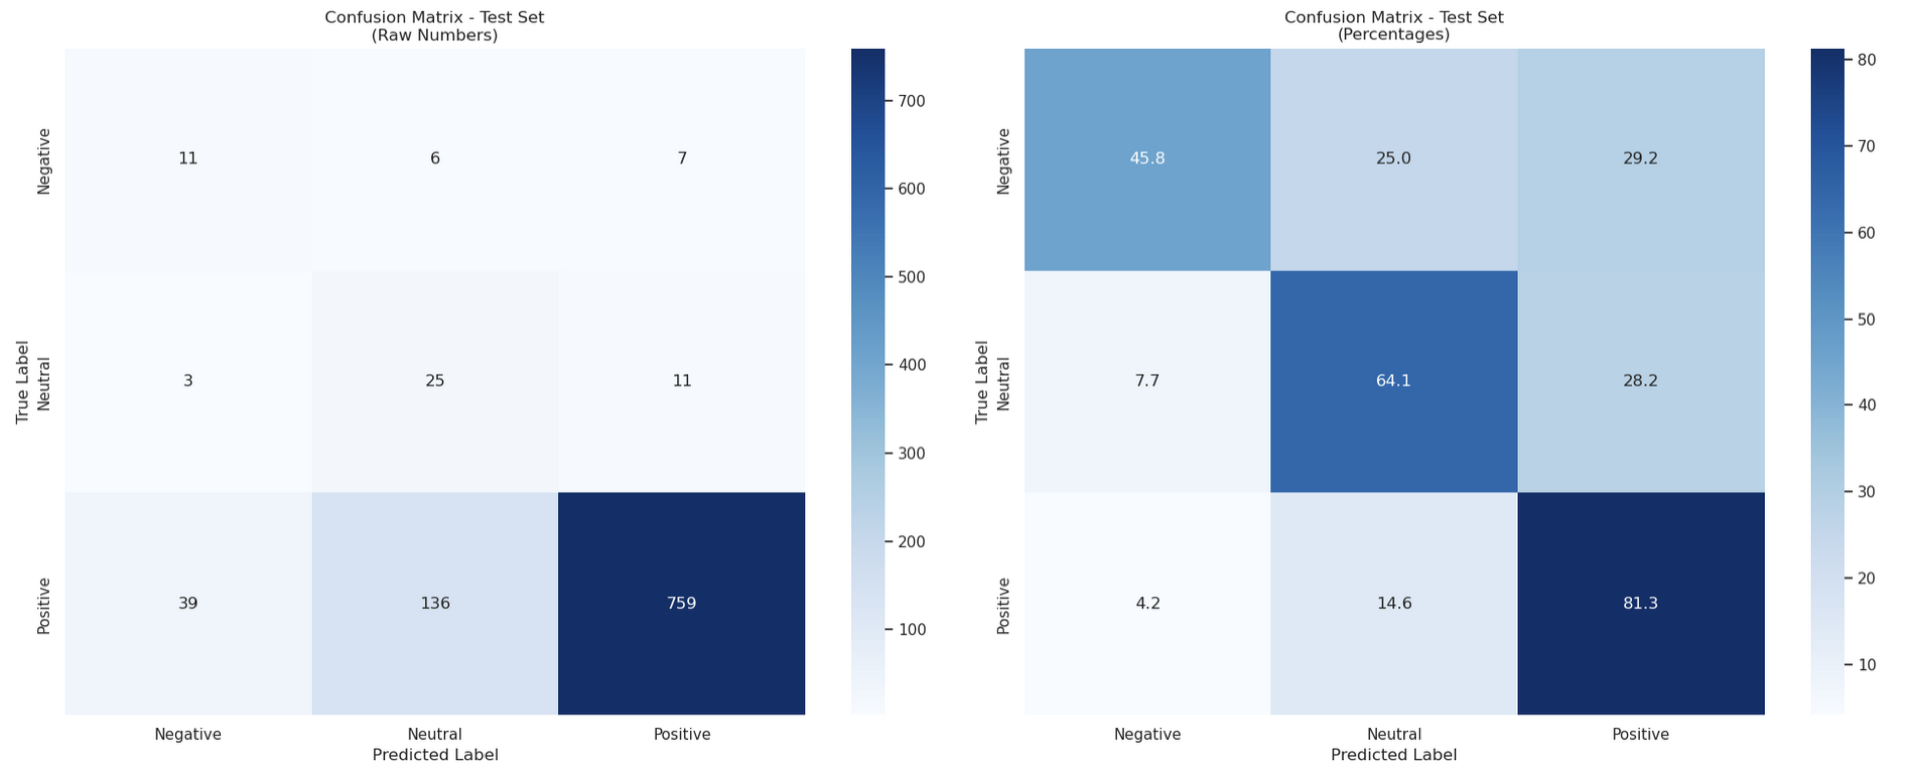 Confusion Matrix - Test Set
(Raw Numbers)
True Label
Negative
Neutral
Positive
11 6 7
3 25 11
39 136 759
Negative Neutral Positive
Predicted Label
700
600
500
400
300
200
100
Confusion Matrix - Test Set
(Percentages)
True Label
Negative
Neutral
Positive
45.8 25.0 29.2
7.7 64.1 28.2
4.2 14.6 81.3
Negative Neutral Positive
Predicted Label
80
70
60
50
40
30
20
10